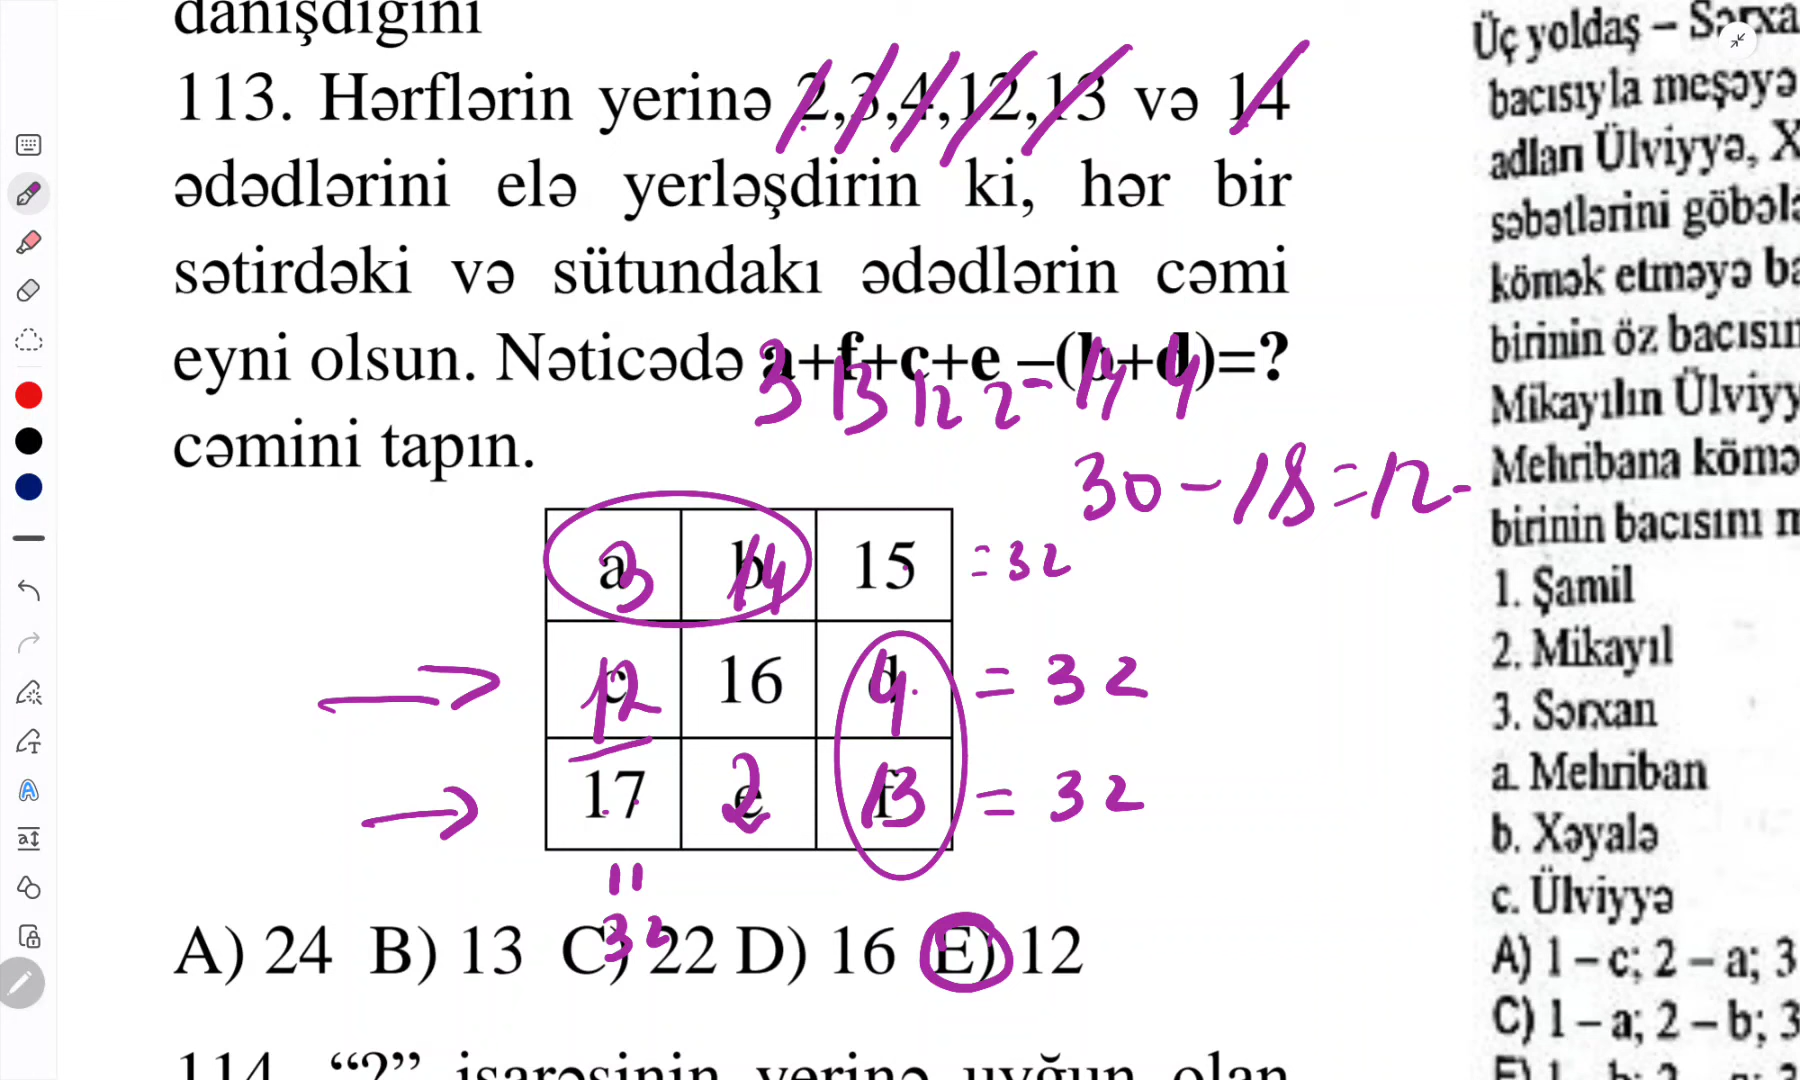 danışdığını
113. Hərflərin yerinə 2,3,4,12,13 və 14
ədədlərini elə yerləşdirin ki, hər bir
sətirdəki və sütundakı ədədlərin cəmi
eyni olsun. Nəticədə a+f+c+e –(b+d)=?
3 13 12 2 - 14 4
cəmini tapın.
30 - 18 = 12
a b 15
3 14 = 32
c 16 d
12 4 = 32
17 e f
2 13 = 32
= 32
A) 24 B) 13 C) 22 D) 16 E) 12
114. “?” işarəsinin yerinə uyğun olan
Üç yoldaş – Sərxa
bacısıyla meşəyə
adları Ülviyyə, X
səbətlərini göbələ
kömək etməyə ba
birinin öz bacısın
Mikayılın Ülviyy
Mehribana kömə
birinin bacısını m
1. Şamil
2. Mikayıl
3. Sərxan
a. Mehriban
b. Xəyalə
c. Ülviyyə
A) 1 – c; 2 – a; 3
C) 1 – a; 2 – b; 3